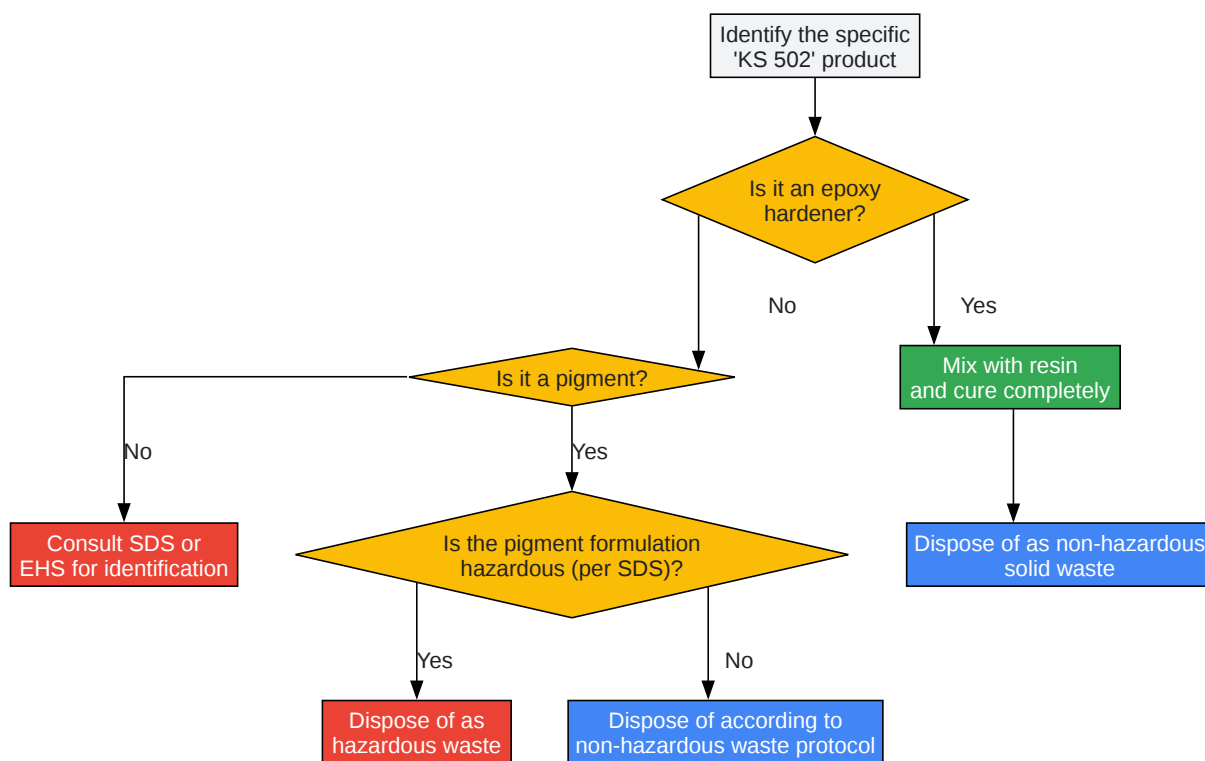 Identify the specific
'KS 502' product
Is it an epoxy
hardener?
No
Yes
Is it a pigment?
Mix with resin
and cure completely
No
Yes
Consult SDS or
EHS for identification
Is the pigment formulation
hazardous (per SDS)?
Dispose of as non-hazardous
solid waste
Yes
No
Dispose of as
hazardous waste
Dispose of according to
non-hazardous waste protocol